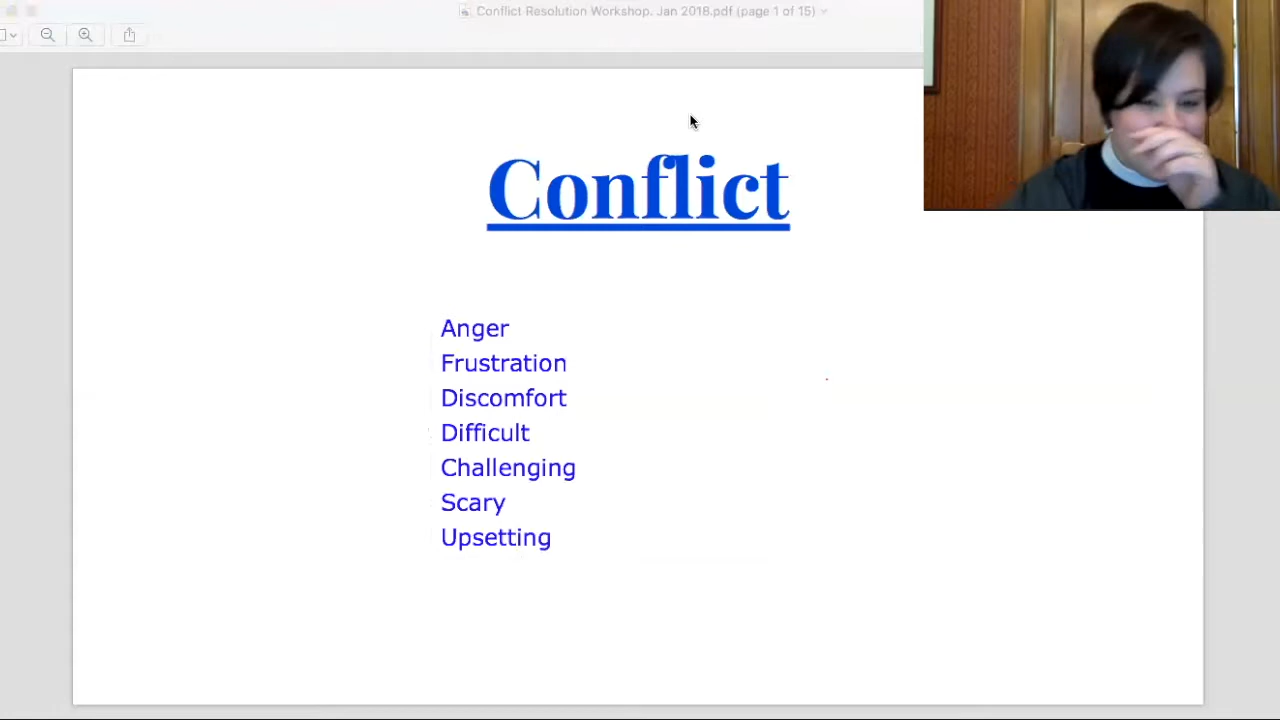 Conflict Resolution Workshop. Jan 2018.pdf (page 1 of 15)
Conflict
Anger
Frustration
Discomfort
Difficult
Challenging
Scary
Upsetting